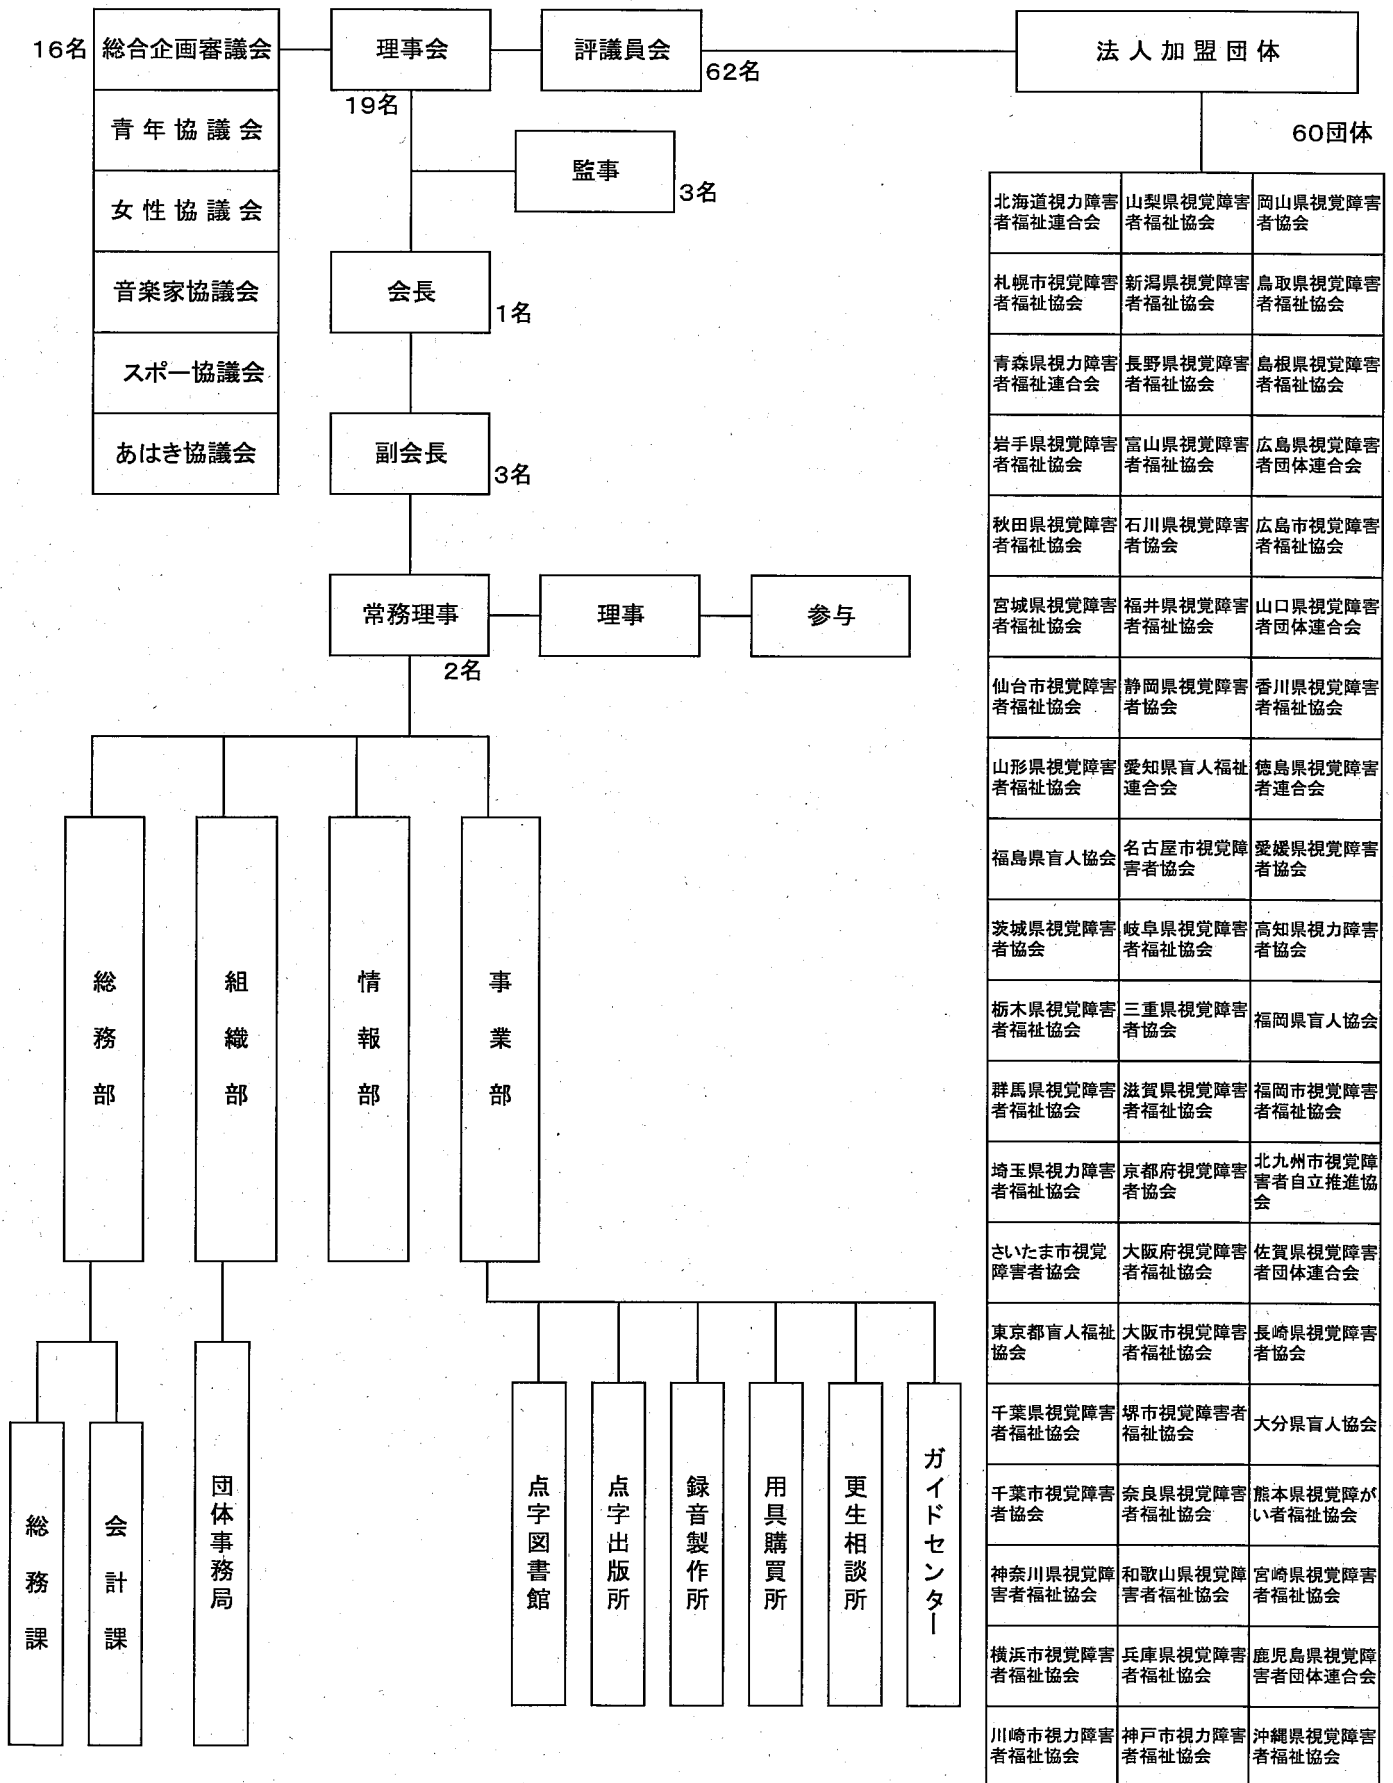 16名
総合企画審議会
理事会
19名
評議員会
62名
法人加盟団体
60団体
青年協議会
女性協議会
音楽家協議会
スポー協議会
あはき協議会
監事
3名
会長
1名
副会長
3名
常務理事
2名
理事
参与
総務部
組織部
情報部
事業部
総務課
会計課
団体事務局
点字図書館
点字出版所
録音製作所
用具購買所
更生相談所
ガイドセンター
北海道視力障害
者福祉連合会
山梨県視覚障害
者福祉協会
岡山県視覚障害
者協会
札幌市視覚障害
者福祉協会
新潟県視覚障害
者福祉協会
鳥取県視覚障害
者福祉協会
青森県視力障害
者福祉連合会
長野県視覚障害
者福祉協会
島根県視覚障害
者福祉協会
岩手県視覚障害
者福祉協会
富山県視覚障害
者福祉協会
広島県視覚障害
者団体連合会
秋田県視覚障害
者福祉協会
石川県視覚障害
者協会
広島市視覚障害
者福祉協会
宮城県視覚障害
者福祉協会
福井県視覚障害
者福祉協会
山口県視覚障害
者団体連合会
仙台市視覚障害
者福祉協会
静岡県視覚障害
者協会
香川県視覚障害
者福祉協会
山形県視覚障害
者福祉協会
愛知県盲人福祉
連合会
徳島県視覚障害
者連合会
福島県盲人協会
名古屋市視覚障
害者協会
愛媛県視覚障害
者協会
茨城県視覚障害
者協会
岐阜県視覚障害
者福祉協会
高知県視力障害
者協会
栃木県視覚障害
者福祉協会
三重県視覚障害
者協会
福岡県盲人協会
群馬県視覚障害
者福祉協会
滋賀県視覚障害
者福祉協会
福岡市視覚障害
者福祉協会
埼玉県視力障害
者福祉協会
京都府視覚障害
者協会
北九州市視覚障
害者自立推進協
会
さいたま市視覚
障害者協会
大阪府視覚障害
者福祉協会
佐賀県視覚障害
者団体連合会
東京都盲人福祉
協会
大阪市視覚障害
者福祉協会
長崎県視覚障害
者協会
千葉県視覚障害
者福祉協会
堺市視覚障害者
福祉協会
大分県盲人協会
千葉市視覚障害
者協会
奈良県視覚障害
者福祉協会
熊本県視覚障が
い者福祉協会
神奈川県視覚障
害者福祉協会
和歌山県視覚障
害者福祉協会
宮崎県視覚障害
者福祉協会
横浜市視覚障害
者福祉協会
兵庫県視覚障害
者福祉協会
鹿児島県視覚障
害者団体連合会
川崎市視力障害
者福祉協会
神戸市視力障害
者福祉協会
沖縄県視覚障害
者福祉協会